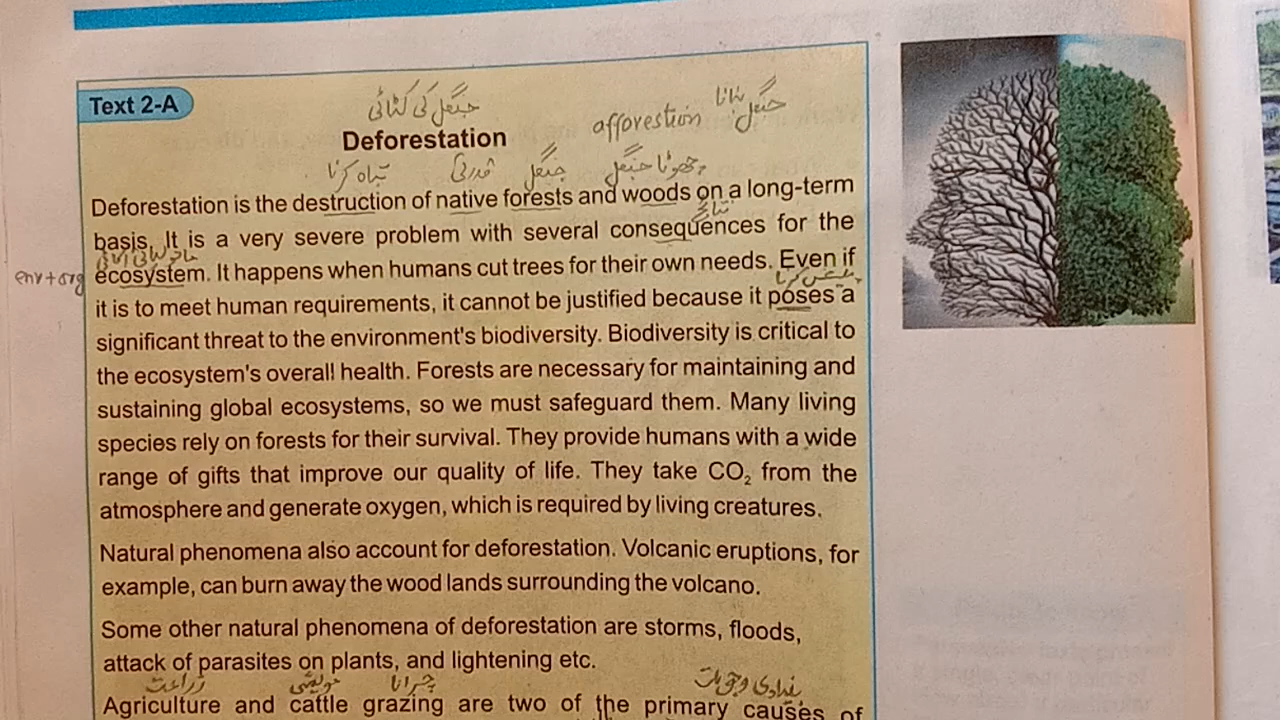 Text 2-A
جنگل کی کٹائی
Deforestation
afforestion جنگل بنانا
تباہ کرنا قدرتی جنگل چھوٹا جنگل
Deforestation is the destruction of native forests and woods on a long-term
نتائج
basis. It is a very severe problem with several consequences for the
env+org ecosystem. It happens when humans cut trees for their own needs. Even if
it is to meet human requirements, it cannot be justified because it poses a
significant threat to the environment's biodiversity. Biodiversity is critical to
the ecosystem's overall health. Forests are necessary for maintaining and
sustaining global ecosystems, so we must safeguard them. Many living
species rely on forests for their survival. They provide humans with a wide
range of gifts that improve our quality of life. They take CO₂ from the
atmosphere and generate oxygen, which is required by living creatures.
Natural phenomena also account for deforestation. Volcanic eruptions, for
example, can burn away the wood lands surrounding the volcano.
Some other natural phenomena of deforestation are storms, floods,
attack of parasites on plants, and lightening etc.
زراعت مویشی چرانا بنیادی وجوہات
Agriculture and cattle grazing are two of the primary causes of